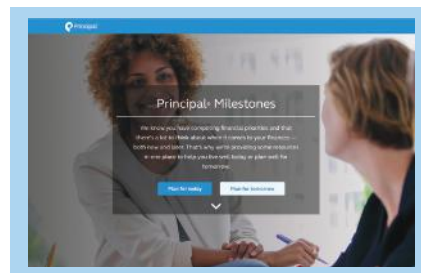 Principal
Principal® Milestones
We know you have competing financial priorities and that
there's a lot to think about when it comes to your finances —
both now and later. That's why we're providing some resources
in one place to help you live well today or plan well for
tomorrow.
Plan for today
Plan for tomorrow